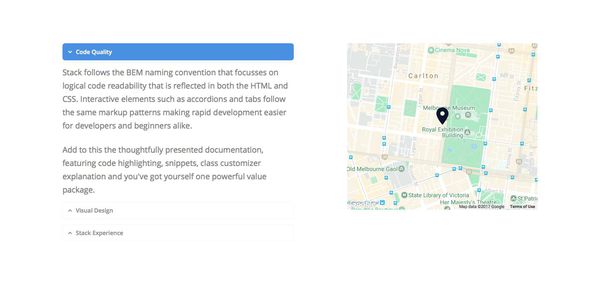 Code Quality
Stack follows the BEM naming convention that focusses on
logical code readability that is reflected in both the HTML and
CSS. Interactive elements such as accordions and tabs follow
the same markup patterns making rapid development easier
for developers and beginners alike.
Add to this the thoughtfully presented documentation,
featuring code highlighting, snippets, class customizer
explanation and you've got yourself one powerful value
package.
Visual Design
Stack Experience
Cinema Nova
Carlton
Fitz
Melbourne Museum
Royal Exhibition
Building
Old Melbourne Gaol
State Library of Victoria
St Patri
Her Majesty's Theatre
Map data ©2017 Google
Terms of Use